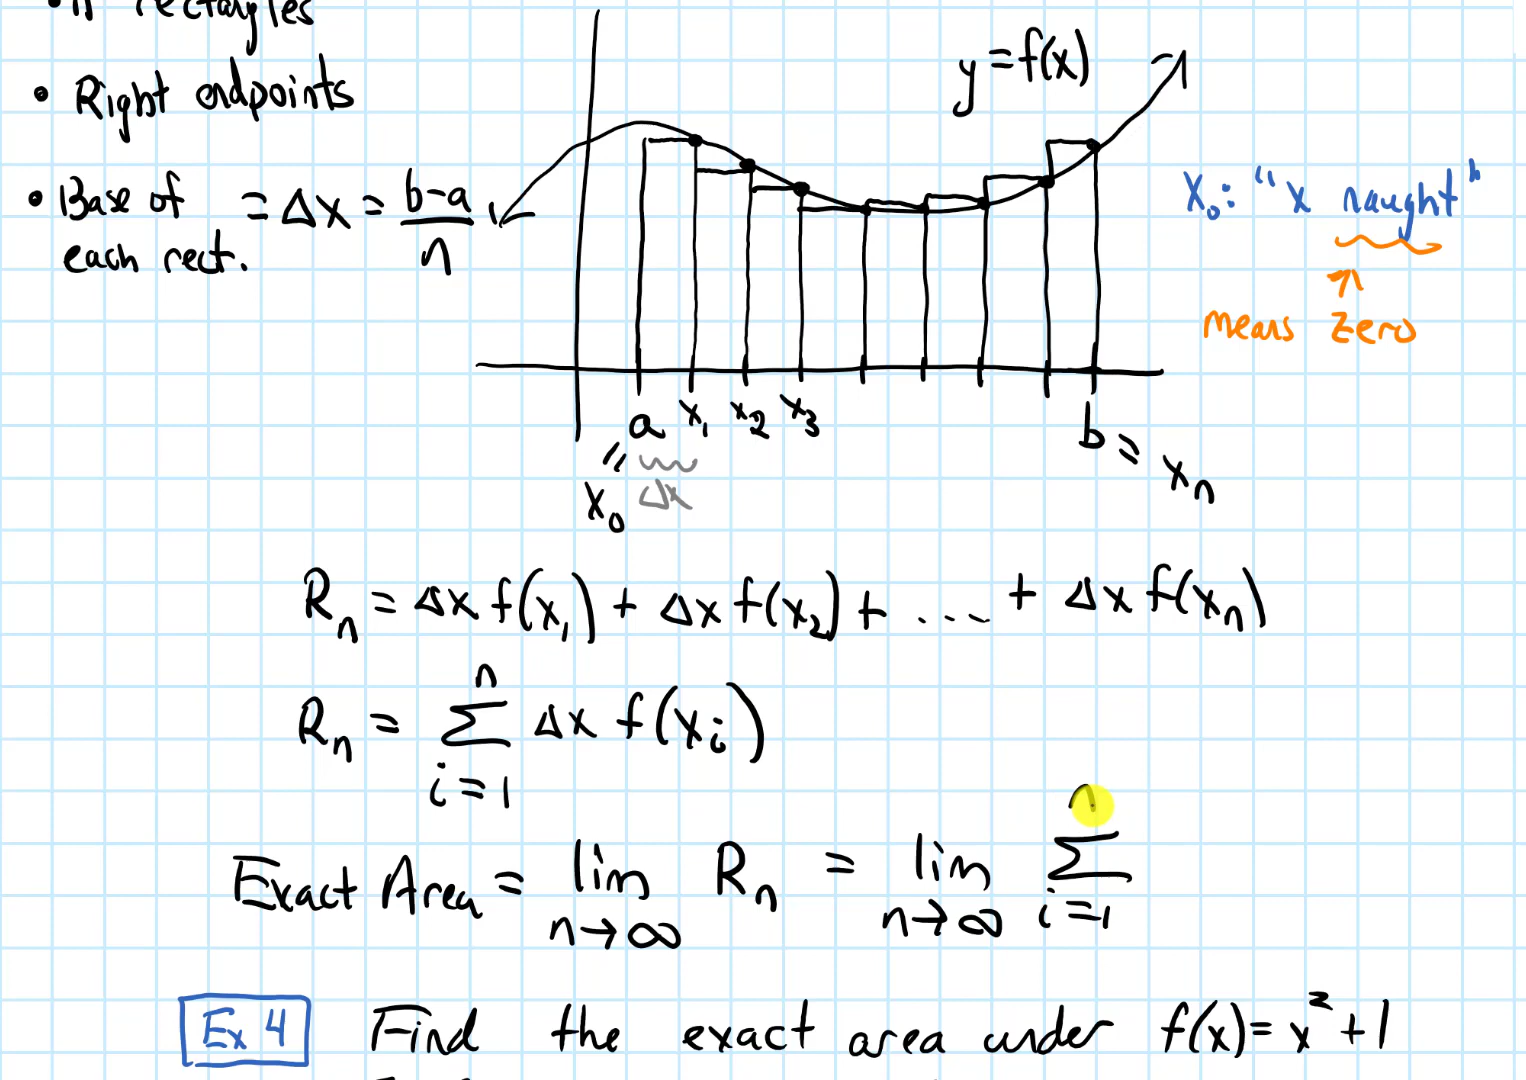 • n rectangles
• Right endpoints
• Base of each rect. = Δx = (b-a)/n
y = f(x)
x₀: "x naught"
means zero
a x₁ x₂ x₃ b = xₙ
=
x₀ Δx
Rₙ = Δx f(x₁) + Δx f(x₂) + .... + Δx f(xₙ)
Rₙ = Σ_{i=1}^{n} Δx f(xᵢ)
Exact Area = lim_{n→∞} Rₙ = lim_{n→∞} Σ_{i=1}
Ex 4 Find the exact area under f(x) = x² + 1